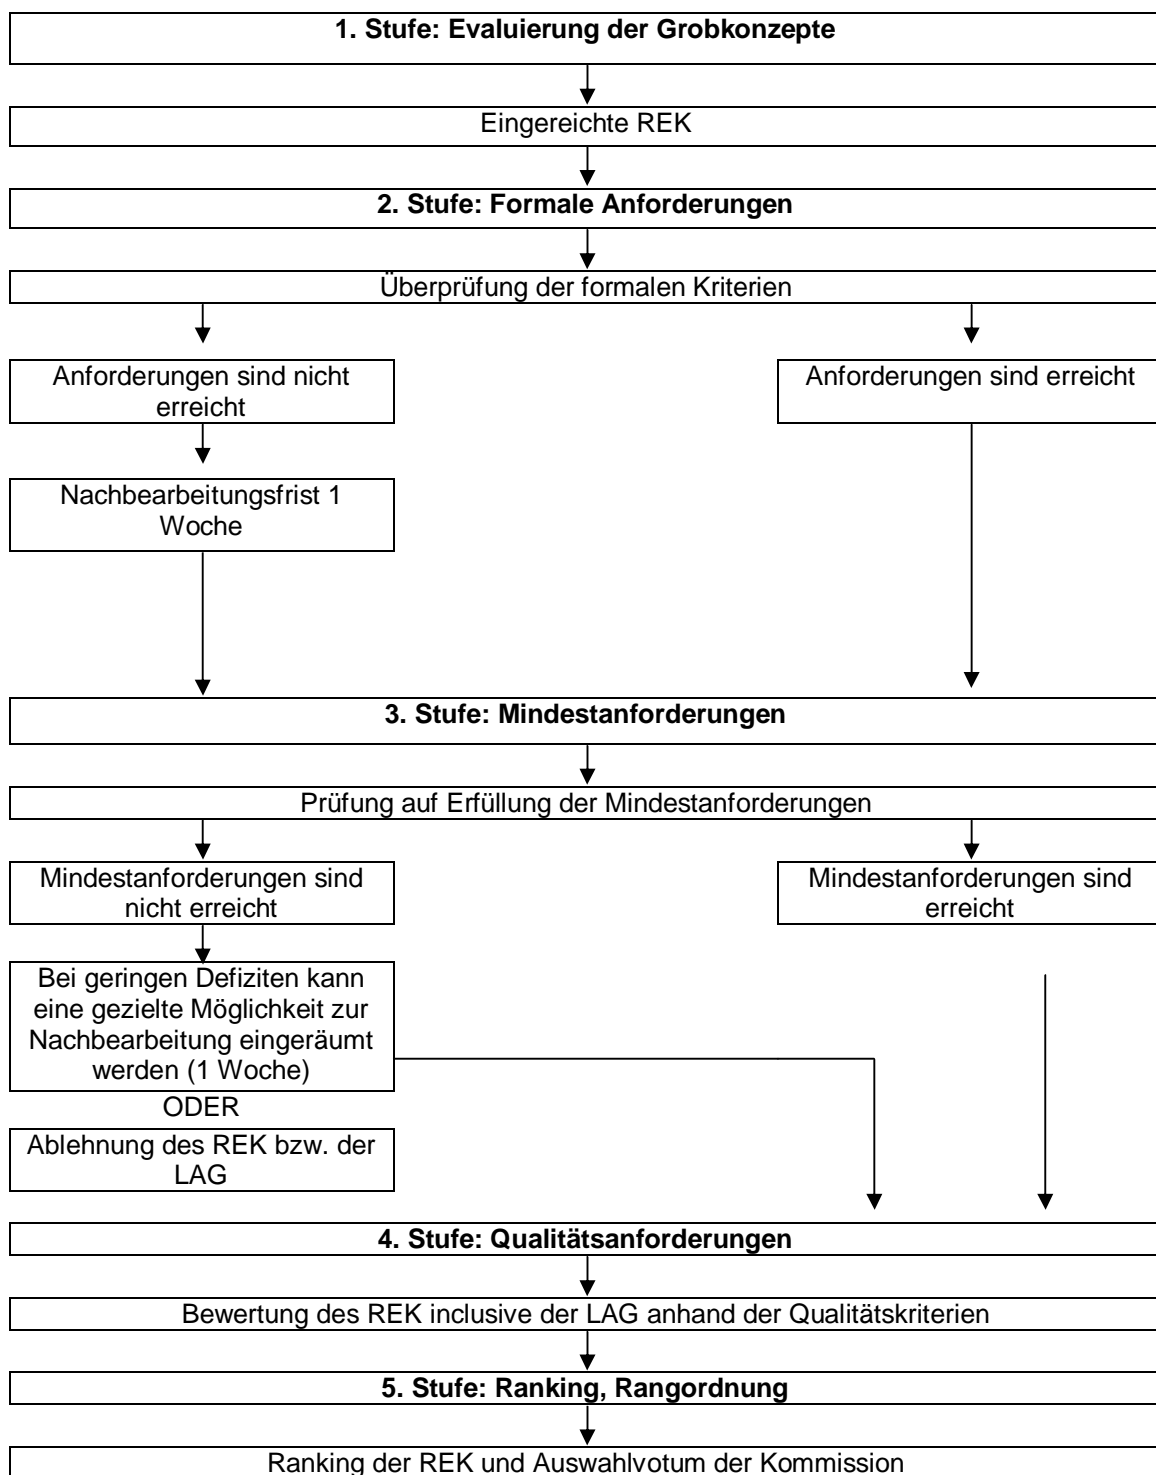 1. Stufe: Evaluierung der Grobkonzepte
Eingereichte REK
2. Stufe: Formale Anforderungen
Überprüfung der formalen Kriterien
Anforderungen sind nicht
erreicht
Anforderungen sind erreicht
Nachbearbeitungsfrist 1
Woche
3. Stufe: Mindestanforderungen
Prüfung auf Erfüllung der Mindestanforderungen
Mindestanforderungen sind
nicht erreicht
Mindestanforderungen sind
erreicht
Bei geringen Defiziten kann
eine gezielte Möglichkeit zur
Nachbearbeitung eingeräumt
werden (1 Woche)
ODER
Ablehnung des REK bzw. der
LAG
4. Stufe: Qualitätsanforderungen
Bewertung des REK inclusive der LAG anhand der Qualitätskriterien
5. Stufe: Ranking, Rangordnung
Ranking der REK und Auswahlvotum der Kommission